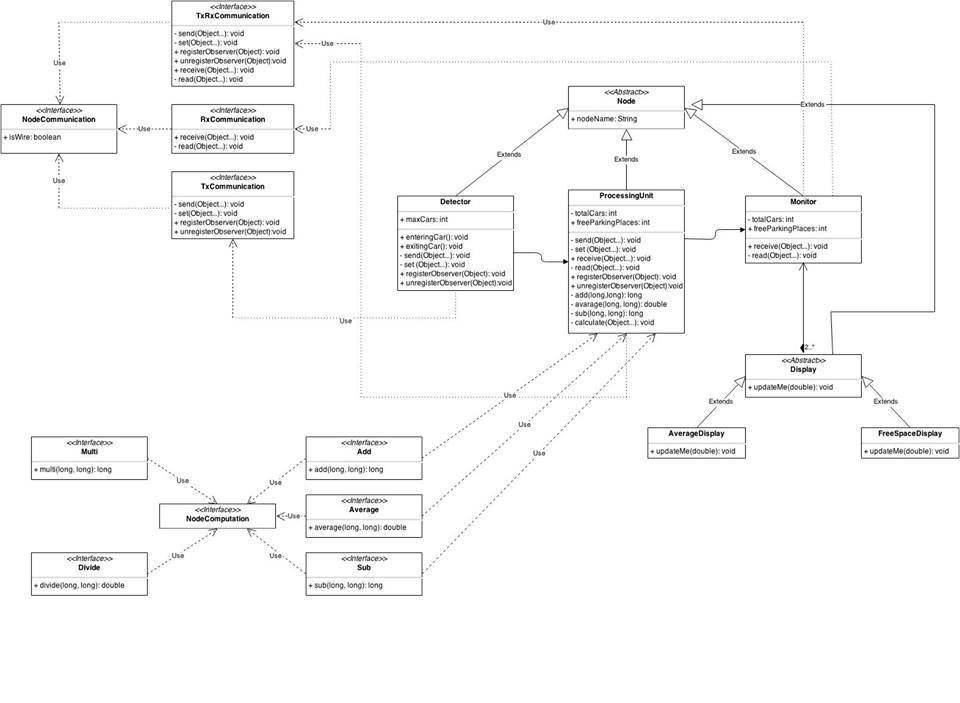 <<Interface>>
TxRxCommunication
- send(Object...): void
- set(Object...): void
+ registerObserver(Object): void
+ unregisterObserver(Object):void
+ receive(Object...): void
- read(Object...): void
Use
Use
Use
<<Interface>>
NodeCommunication
+ isWire: boolean
Use
<<Interface>>
RxCommunication
+ receive(Object...): void
- read(Object...): void
Use
Use
<<Interface>>
TxCommunication
- send(Object...): void
- set(Object...): void
+ registerObserver(Object): void
+ unregisterObserver(Object):void
Use
<<Abstract>>
Node
+ nodeName: String
Extends
Extends
Extends
Extends
Detector
+ maxCars: int
+ enteringCar(): void
+ exitingCar(): void
- send(Object...): void
- set (Object...): void
+ registerObserver(Object): void
+ unregisterObserver(Object):void
ProcessingUnit
- totalCars: int
+ freeParkingPlaces: int
- send(Object...): void
- set (Object...): void
+ receive(Object...): void
- read(Object...): void
+ registerObserver(Object): void
+ unregisterObserver(Object):void
- add(long,long): long
- avarage(long, long): double
- sub(long, long): long
- calculate(Object...): void
Monitor
- totalCars: int
+ freeParkingPlaces: int
+ receive(Object...): void
- read(Object...): void
2..*
<<Abstract>>
Display
+ updateMe(double): void
Extends
Extends
AverageDisplay
+ updateMe(double): void
FreeSpaceDisplay
+ updateMe(double): void
Use
Use
Use
<<Interface>>
Multi
+ multi(long, long): long
<<Interface>>
Add
+ add(long, long): long
Use
Use
<<Interface>>
NodeComputation
Use
<<Interface>>
Average
+ average(long, long): double
Use
Use
<<Interface>>
Divide
+ divide(long, long): double
<<Interface>>
Sub
+ sub(long, long): long